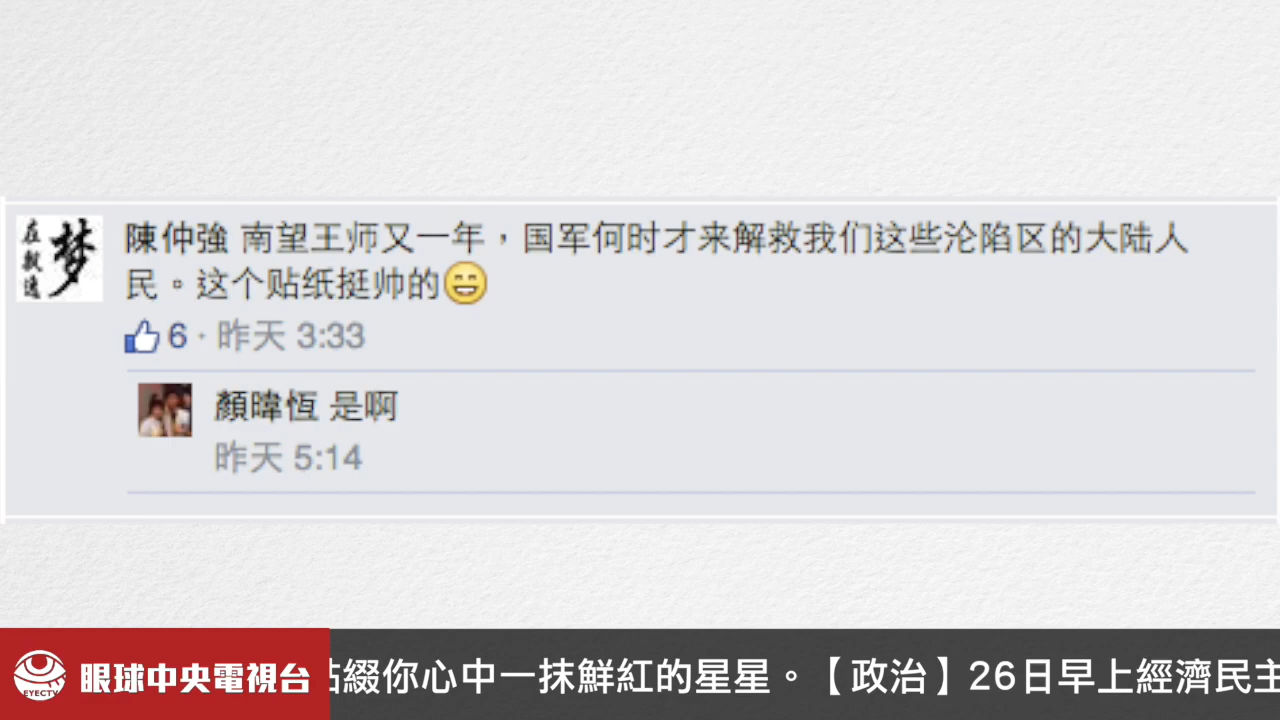 梦
在飘逸
陳仲強 南望王师又一年，国军何时才来解救我们这些沦陷区的大陆人
民。这个贴纸挺帅的
6 · 昨天 3:33
顏暐恆 是啊
昨天 5:14
EYECTV
眼球中央電視台
點綴你心中一抹鮮紅的星星。【政治】26日早上經濟民主